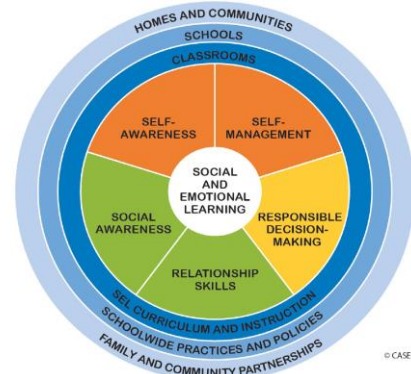 HOMES AND COMMUNITIES
SCHOOLS
CLASSROOMS
SELF-
AWARENESS
SELF-
MANAGEMENT
SOCIAL
AND
EMOTIONAL
LEARNING
SOCIAL
AWARENESS
RESPONSIBLE
DECISION-
MAKING
RELATIONSHIP
SKILLS
SEL CURRICULUM AND INSTRUCTION
SCHOOLWIDE PRACTICES AND POLICIES
FAMILY AND COMMUNITY PARTNERSHIPS
© CASE